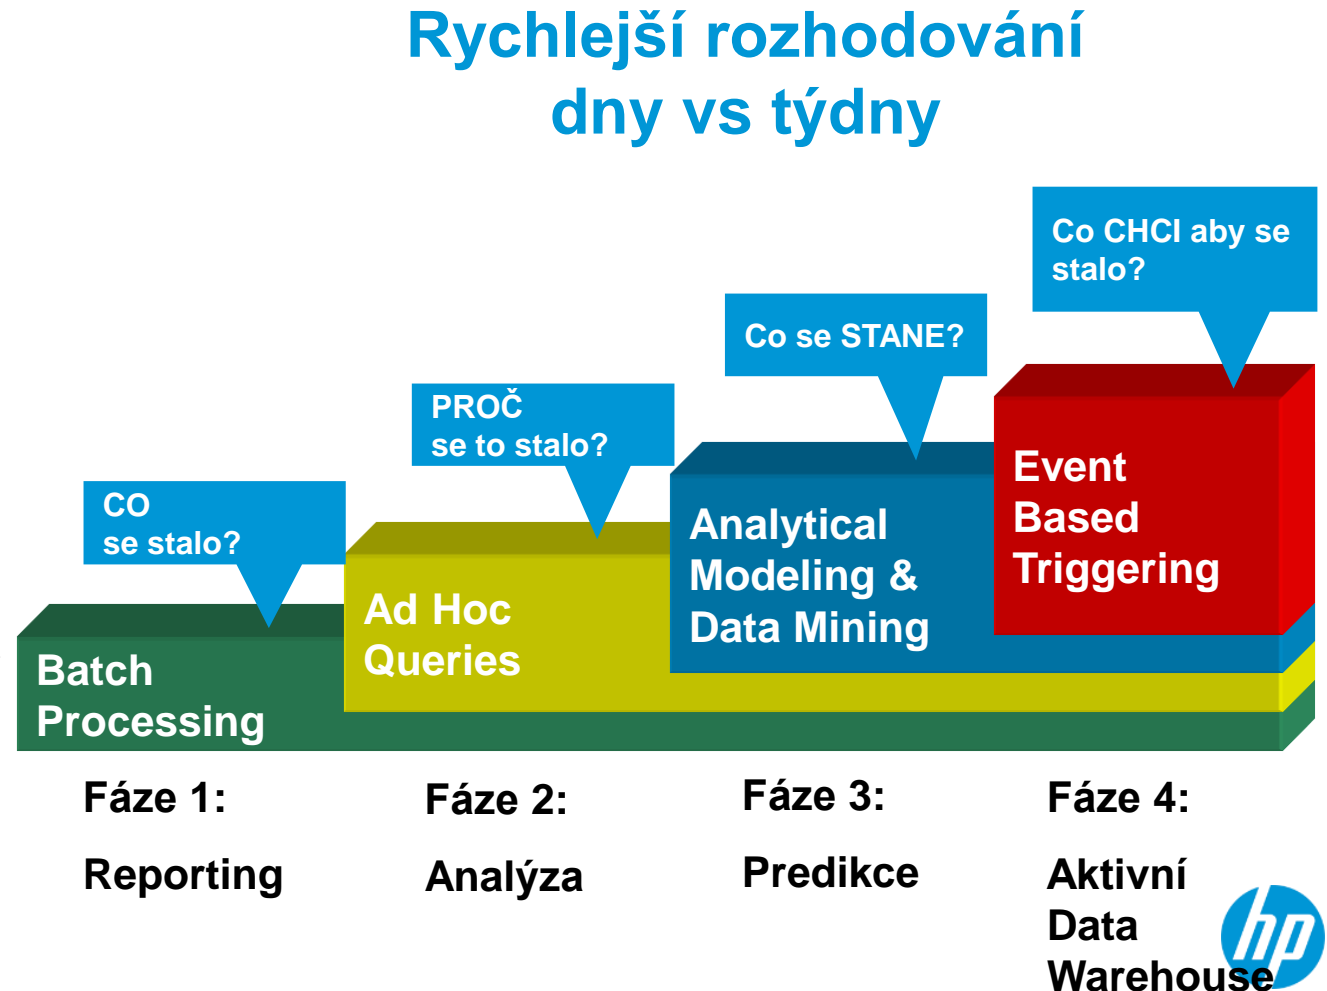 Rychlejší rozhodování
dny vs týdny
Co CHCI aby se
stalo?
Co se STANE?
PROČ
se to stalo?
CO
se stalo?
Event
Based
Triggering
Analytical
Modeling &
Data Mining
Ad Hoc
Queries
Batch
Processing
Fáze 1:
Reporting
Fáze 2:
Analýza
Fáze 3:
Predikce
Fáze 4:
Aktivní
Data
Warehouse
hp